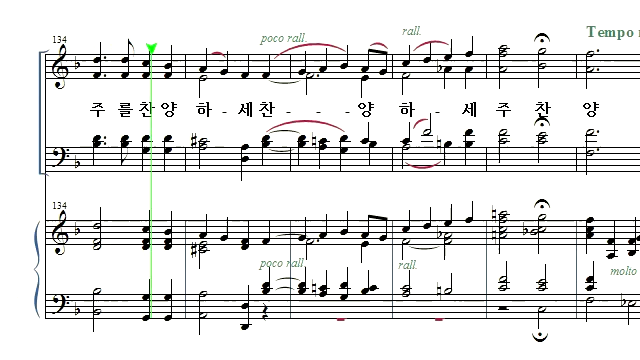 134
poco rall.
rall.
Tempo
주 를 찬 양 하 - 세 찬 - - - 양 하 - 세 주 찬 양
134
poco rall.
rall.
molto